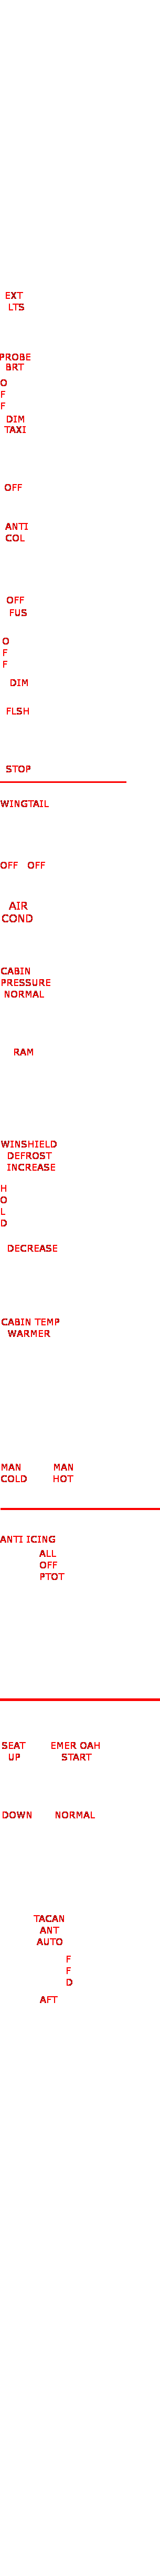 EXT
LTS
PROBE
BRT
O
F
F
DIM
TAXI
OFF
ANTI
COL
OFF
FUS
O
F
F
DIM
FLSH
STOP
WINGTAIL
OFF OFF
AIR
COND
CABIN
PRESSURE
NORMAL
RAM
WINSHIELD
DEFROST
INCREASE
H
O
L
D
DECREASE
CABIN TEMP
WARMER
MAN MAN
COLD HOT
ANTI ICING
ALL
OFF
PTOT
SEAT EMER OAH
UP START
DOWN NORMAL
TACAN
ANT
AUTO
F
F
D
AFT